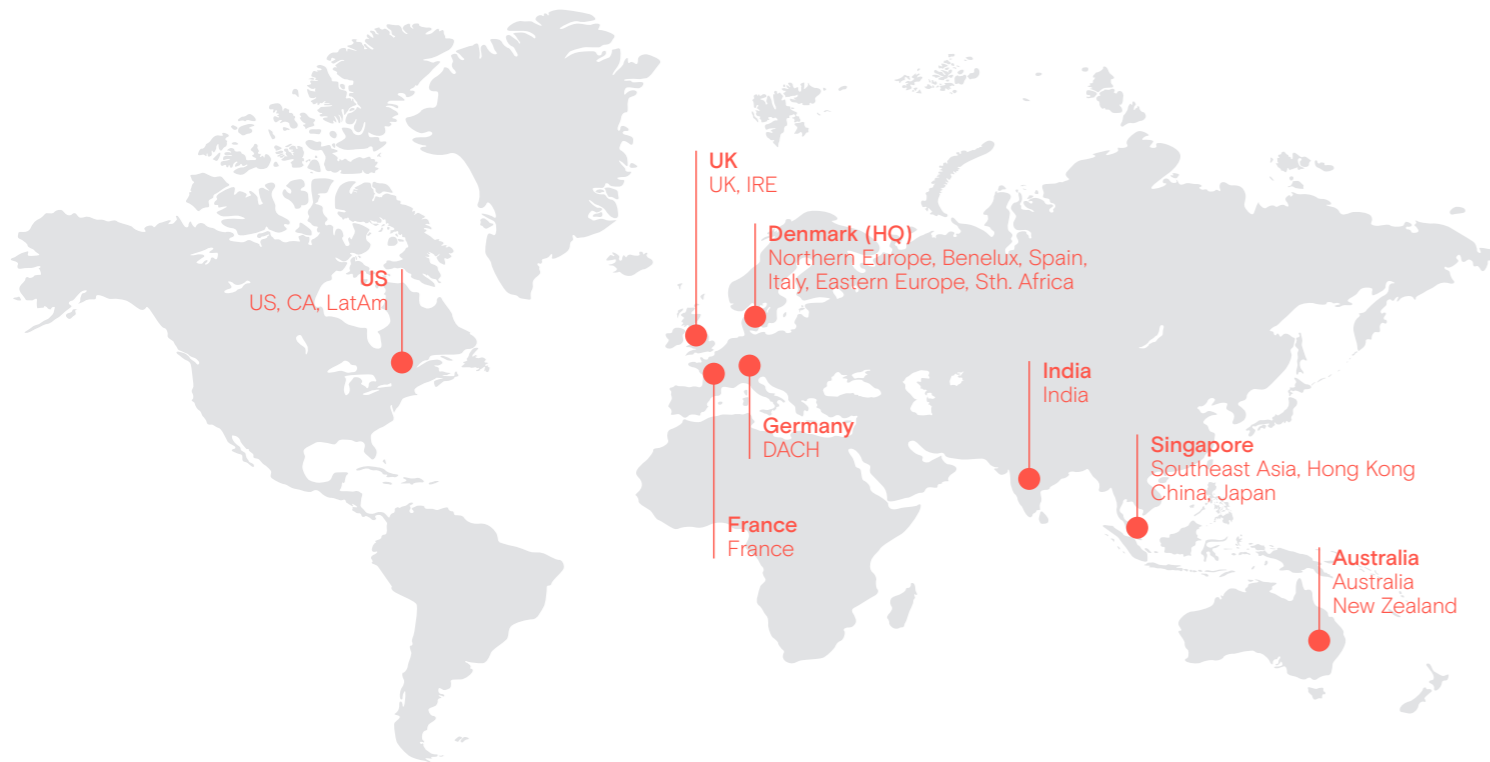 UK
UK, IRE
Denmark (HQ)
Northern Europe, Benelux, Spain,
Italy, Eastern Europe, Sth. Africa
US
US, CA, LatAm
India
India
Germany
DACH
Singapore
Southeast Asia, Hong Kong
China, Japan
France
France
Australia
Australia
New Zealand